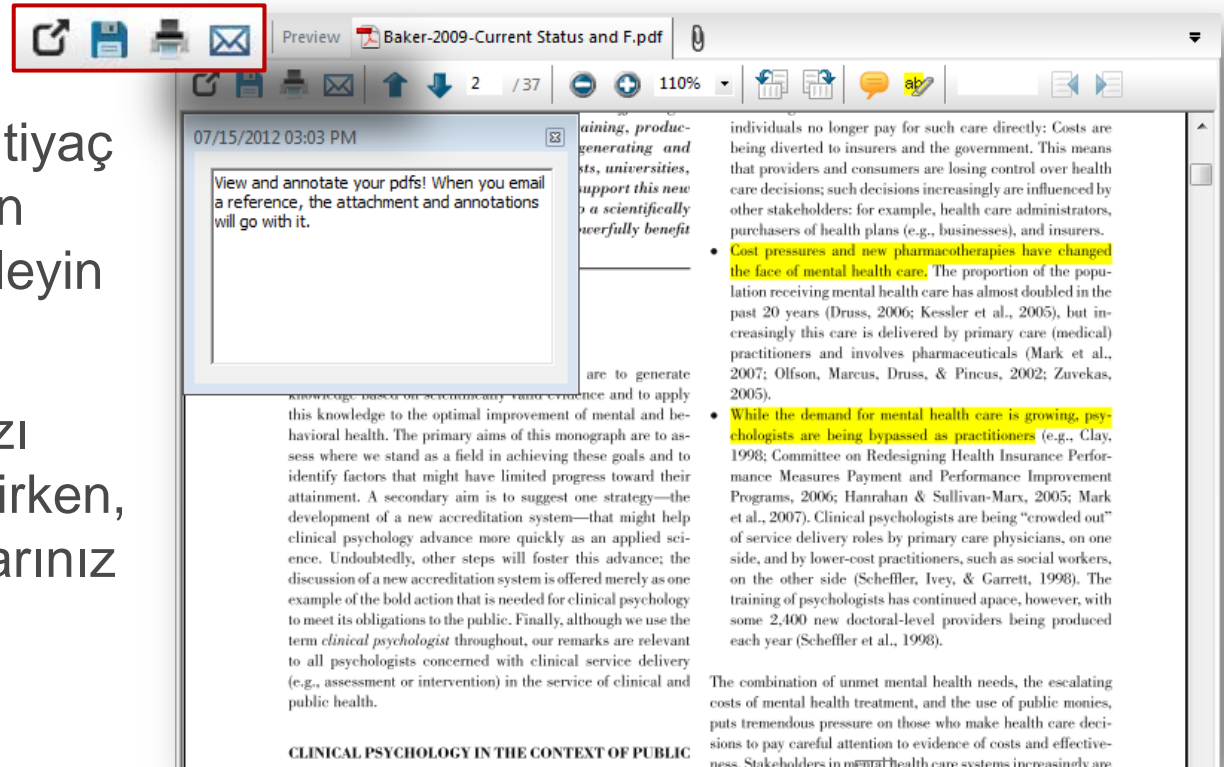 Preview
Baker-2009-Current Status and F.pdf
2 / 37
110%
ab
tiyaç
n
leyin
zı
irken,
arınız
07/15/2012 03:03 PM
View and annotate your pdfs! When you email
a reference, the attachment and annotations
will go with it.
aining, produc-
generating and
sts, universities,
support this new
a scientifically
owerfully benefit
are to generate
knowledge based on scientifically valid evidence and to apply
this knowledge to the optimal improvement of mental and be-
havioral health. The primary aims of this monograph are to as-
sess where we stand as a field in achieving these goals and to
identify factors that might have limited progress toward their
attainment. A secondary aim is to suggest one strategy—the
development of a new accreditation system—that might help
clinical psychology advance more quickly as an applied sci-
ence. Undoubtedly, other steps will foster this advance; the
discussion of a new accreditation system is offered merely as one
example of the bold action that is needed for clinical psychology
to meet its obligations to the public. Finally, although we use the
term clinical psychologist throughout, our remarks are relevant
to all psychologists concerned with clinical service delivery
(e.g., assessment or intervention) in the service of clinical and
public health.
CLINICAL PSYCHOLOGY IN THE CONTEXT OF PUBLIC
individuals no longer pay for such care directly: Costs are
being diverted to insurers and the government. This means
that providers and consumers are losing control over health
care decisions; such decisions increasingly are influenced by
other stakeholders: for example, health care administrators,
purchasers of health plans (e.g., businesses), and insurers.
• Cost pressures and new pharmacotherapies have changed
the face of mental health care. The proportion of the popu-
lation receiving mental health care has almost doubled in the
past 20 years (Druss, 2006; Kessler et al., 2005), but in-
creasingly this care is delivered by primary care (medical)
practitioners and involves pharmaceuticals (Mark et al.,
2007; Olfson, Marcus, Druss, & Pincus, 2002; Zuvekas,
2005).
• While the demand for mental health care is growing, psy-
chologists are being bypassed as practitioners (e.g., Clay,
1998; Committee on Redesigning Health Insurance Perfor-
mance Measures Payment and Performance Improvement
Programs, 2006; Hanrahan & Sullivan-Marx, 2005; Mark
et al., 2007). Clinical psychologists are being “crowded out”
of service delivery roles by primary care physicians, on one
side, and by lower-cost practitioners, such as social workers,
on the other side (Scheffler, Ivey, & Garrett, 1998). The
training of psychologists has continued apace, however, with
some 2,400 new doctoral-level providers being produced
each year (Scheffler et al., 1998).
The combination of unmet mental health needs, the escalating
costs of mental health treatment, and the use of public monies,
puts tremendous pressure on those who make health care deci-
sions to pay careful attention to evidence of costs and effective-
ness. Stakeholders in mental health care systems increasingly are